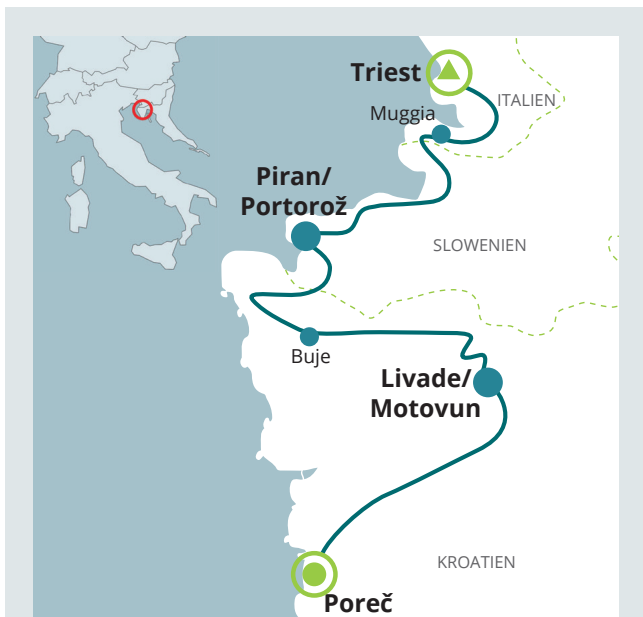 Triest
ITALIEN
Muggia
Piran/
Portorož
SLOWENIEN
Buje
Livade/
Motovun
KROATIEN
Poreč